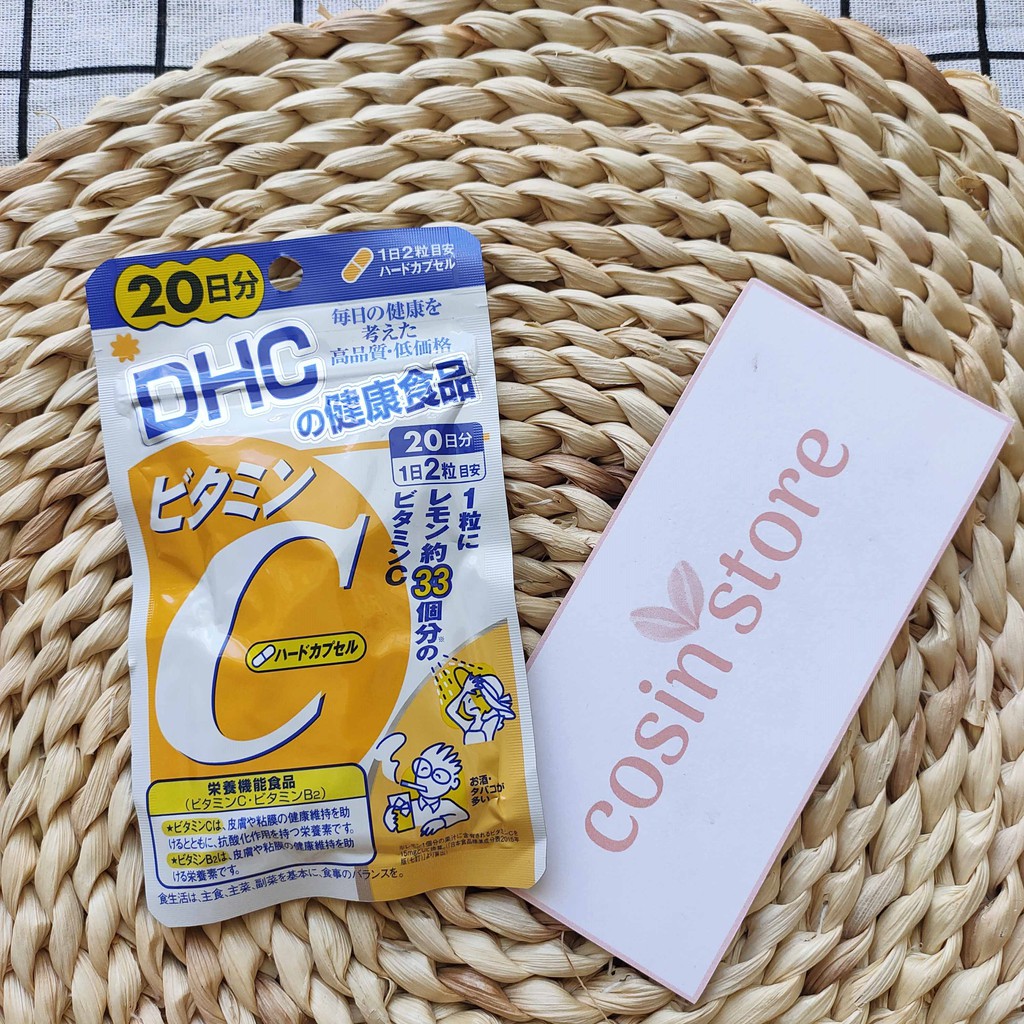 20日分
1日2粒目安
ハードカプセル
毎日の健康を
考えた
高品質・低価格
DHC
の健康食品
20日分
1日2粒目安
ビタミン
C
ハードカプセル
1粒に
レモン約33個分の※
ビタミンC
お酒・
タバコが
多い
栄養機能食品
(ビタミンC・ビタミンB2)
★ビタミンCは、皮膚や粘膜の健康維持を助
けるとともに、抗酸化作用を持つ栄養素です。
★ビタミンB2は、皮膚や粘膜の健康維持を助
ける栄養素です。
食生活は、主食、主菜、副菜を基本に、食事のバランスを。
cosin store